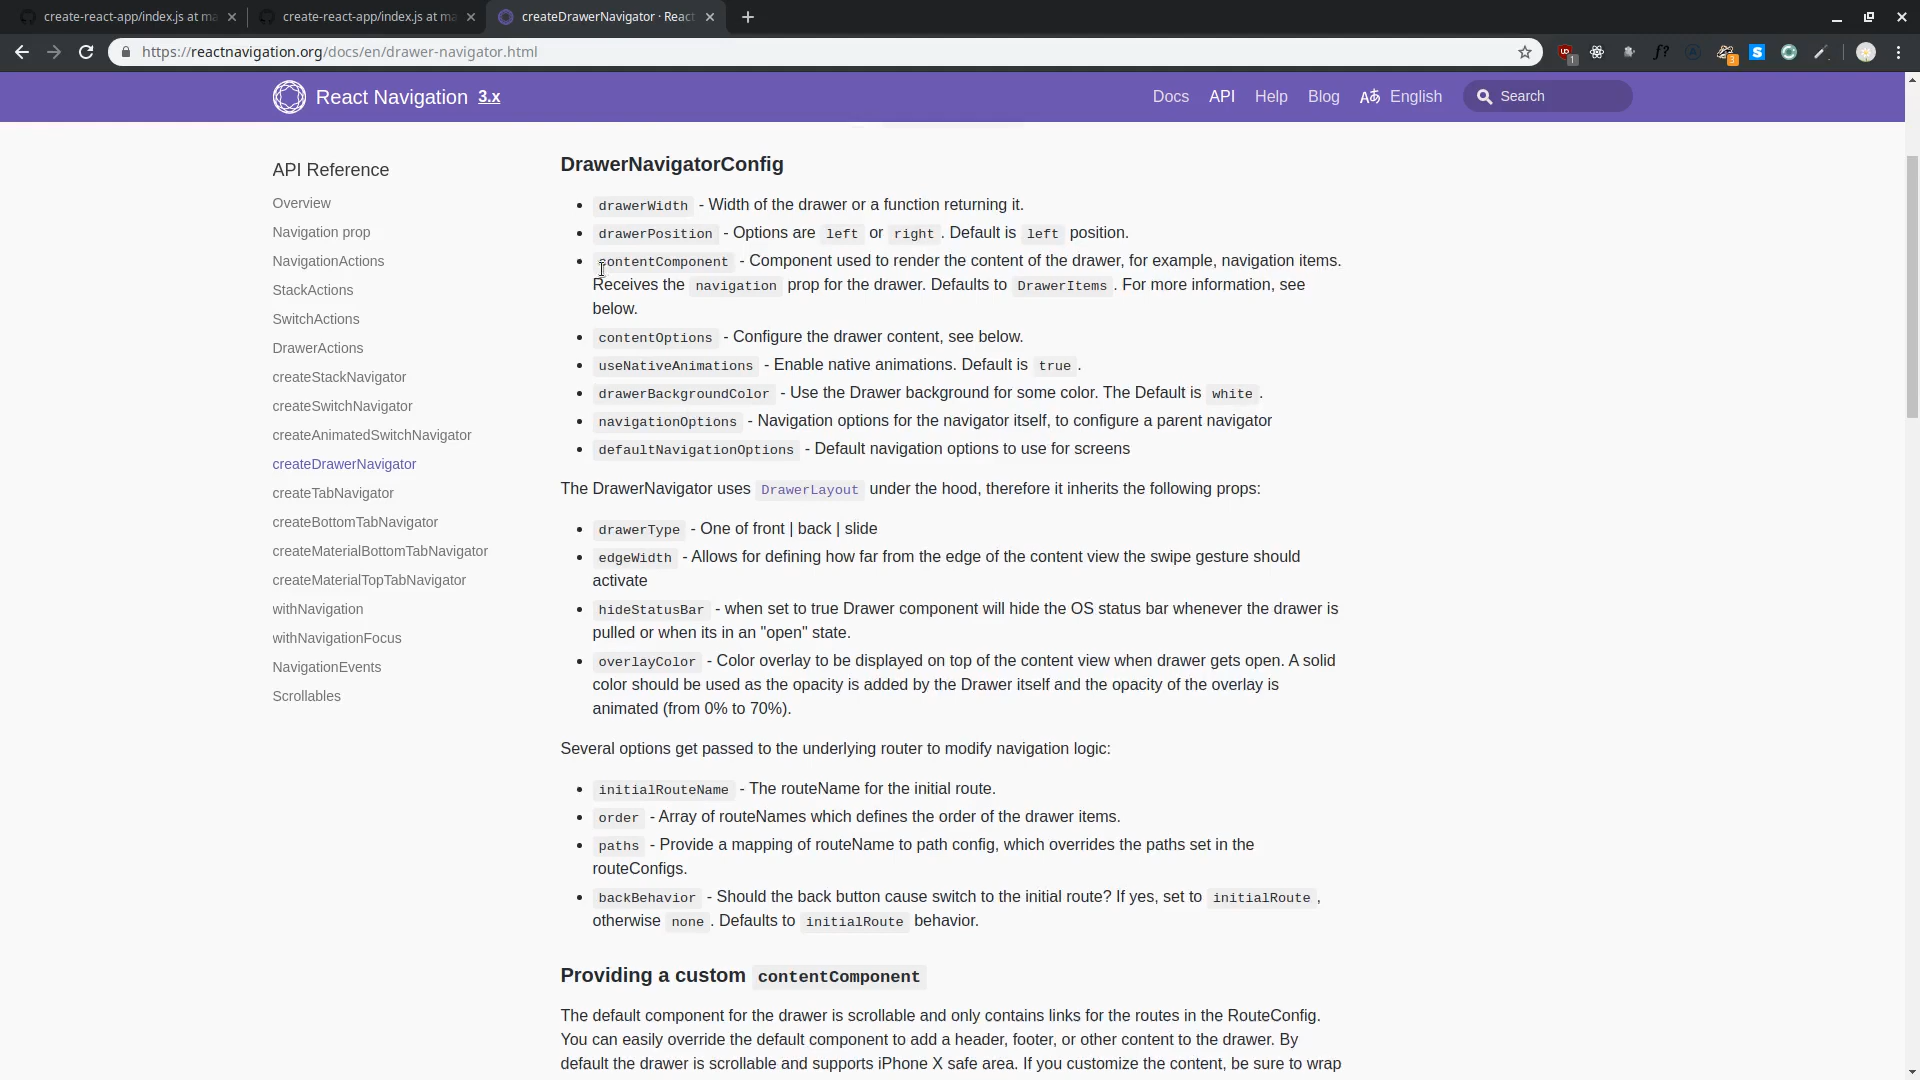 create-react-app/index.js at ma
create-react-app/index.js at ma
createDrawerNavigator · React
https://reactnavigation.org/docs/en/drawer-navigator.html
React Navigation 3.x
Docs API Help Blog English Search
API Reference
Overview
Navigation prop
NavigationActions
StackActions
SwitchActions
DrawerActions
createStackNavigator
createSwitchNavigator
createAnimatedSwitchNavigator
createDrawerNavigator
createTabNavigator
createBottomTabNavigator
createMaterialBottomTabNavigator
createMaterialTopTabNavigator
withNavigation
withNavigationFocus
NavigationEvents
Scrollables
DrawerNavigatorConfig
drawerWidth - Width of the drawer or a function returning it.
drawerPosition - Options are left or right. Default is left position.
contentComponent - Component used to render the content of the drawer, for example, navigation items.
Receives the navigation prop for the drawer. Defaults to DrawerItems. For more information, see
below.
contentOptions - Configure the drawer content, see below.
useNativeAnimations - Enable native animations. Default is true.
drawerBackgroundColor - Use the Drawer background for some color. The Default is white.
navigationOptions - Navigation options for the navigator itself, to configure a parent navigator
defaultNavigationOptions - Default navigation options to use for screens
The DrawerNavigator uses DrawerLayout under the hood, therefore it inherits the following props:
drawerType - One of front | back | slide
edgeWidth - Allows for defining how far from the edge of the content view the swipe gesture should
activate
hideStatusBar - when set to true Drawer component will hide the OS status bar whenever the drawer is
pulled or when its in an "open" state.
overlayColor - Color overlay to be displayed on top of the content view when drawer gets open. A solid
color should be used as the opacity is added by the Drawer itself and the opacity of the overlay is
animated (from 0% to 70%).
Several options get passed to the underlying router to modify navigation logic:
initialRouteName - The routeName for the initial route.
order - Array of routeNames which defines the order of the drawer items.
paths - Provide a mapping of routeName to path config, which overrides the paths set in the
routeConfigs.
backBehavior - Should the back button cause switch to the initial route? If yes, set to initialRoute,
otherwise none. Defaults to initialRoute behavior.
Providing a custom contentComponent
The default component for the drawer is scrollable and only contains links for the routes in the RouteConfig.
You can easily override the default component to add a header, footer, or other content to the drawer. By
default the drawer is scrollable and supports iPhone X safe area. If you customize the content, be sure to wrap